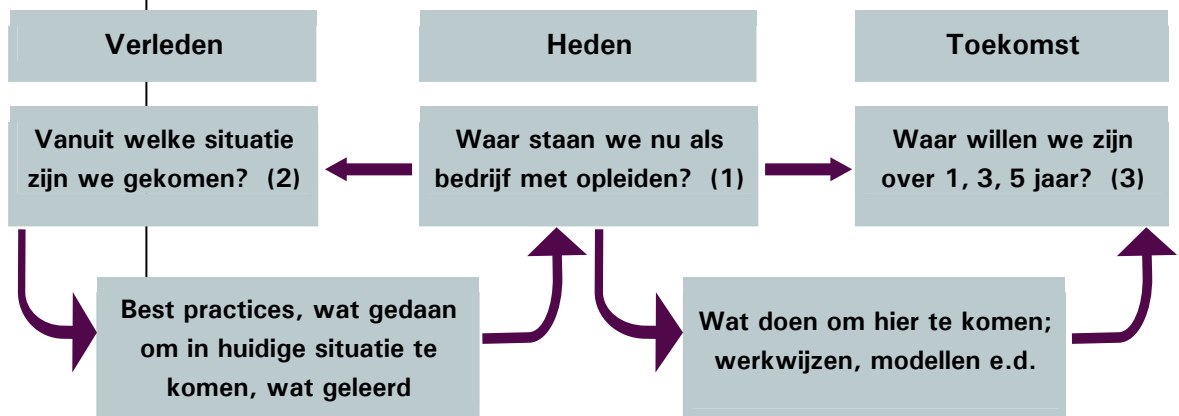 Verleden
Heden
Toekomst
Vanuit welke situatie
zijn we gekomen? (2)
Waar staan we nu als
bedrijf met opleiden? (1)
Waar willen we zijn
over 1, 3, 5 jaar? (3)
Best practices, wat gedaan
om in huidige situatie te
komen, wat geleerd
Wat doen om hier te komen;
werkwijzen, modellen e.d.